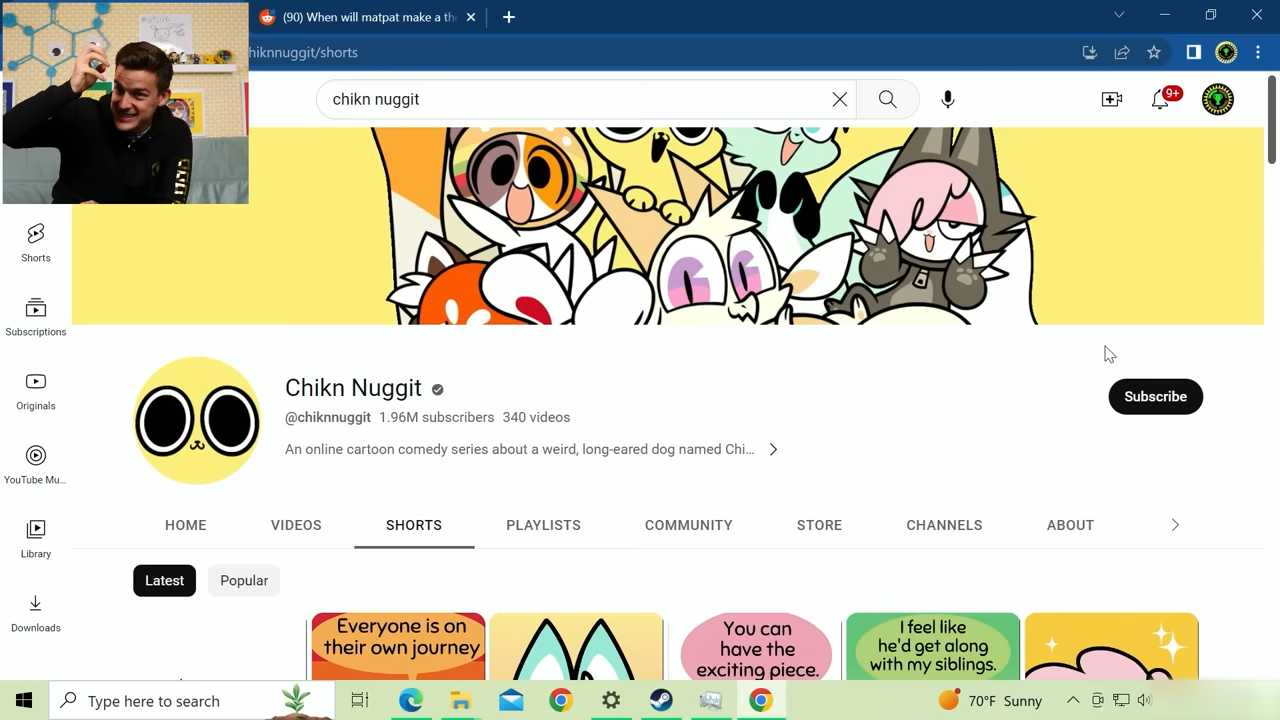 (90) When will matpat make a th
hiknnuggit/shorts
chikn nuggit
9+
Shorts
Subscriptions
Originals
YouTube Mu...
Library
Downloads
Chikn Nuggit
@chiknnuggit 1.96M subscribers 340 videos
An online cartoon comedy series about a weird, long-eared dog named Chi...
Subscribe
HOME VIDEOS SHORTS PLAYLISTS COMMUNITY STORE CHANNELS ABOUT
Latest Popular
Everyone is on
their own journey
You can
have the
exciting piece.
I feel like
he'd get along
with my siblings.
Type here to search
70°F Sunny